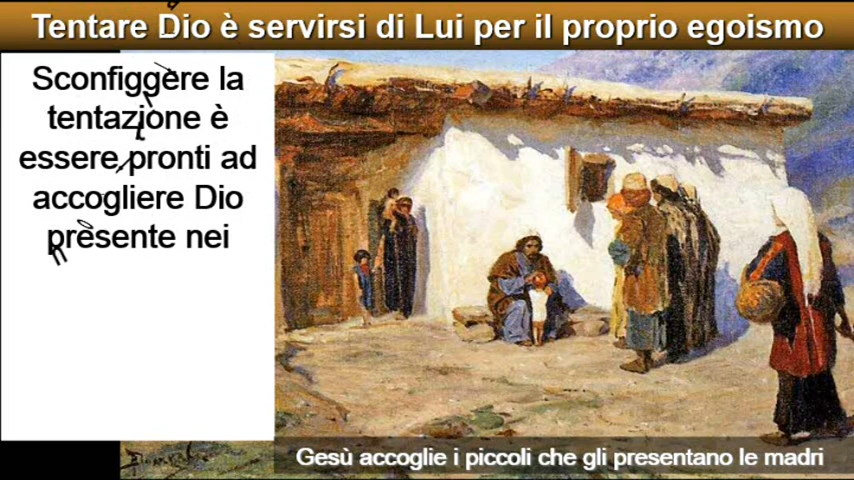 Tentare Dio è servirsi di Lui per il proprio egoismo
Sconfiggere la
tentazione è
essere pronti ad
accogliere Dio
presente nei
Gesù accoglie i piccoli che gli presentano le madri